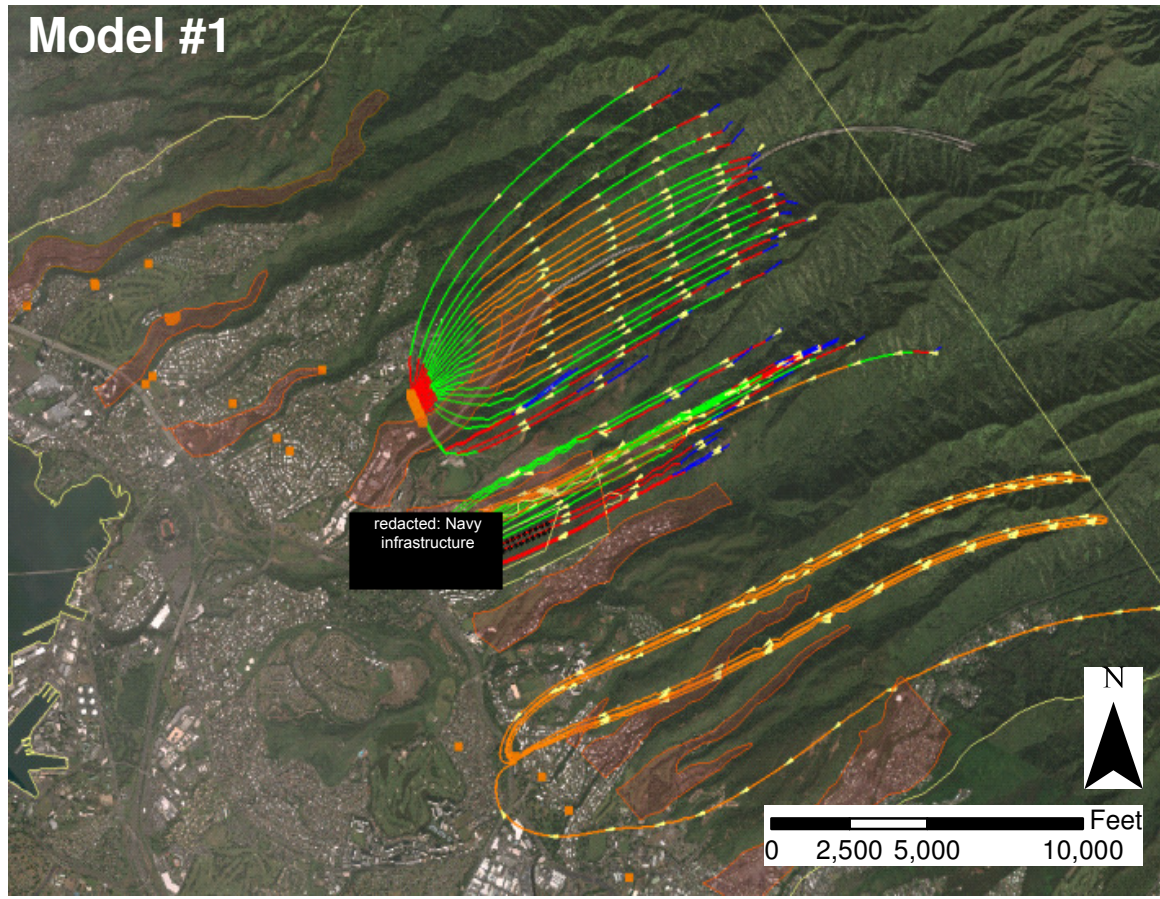 Model #1
redacted: Navy
infrastructure
N
Feet
0 2,500 5,000 10,000